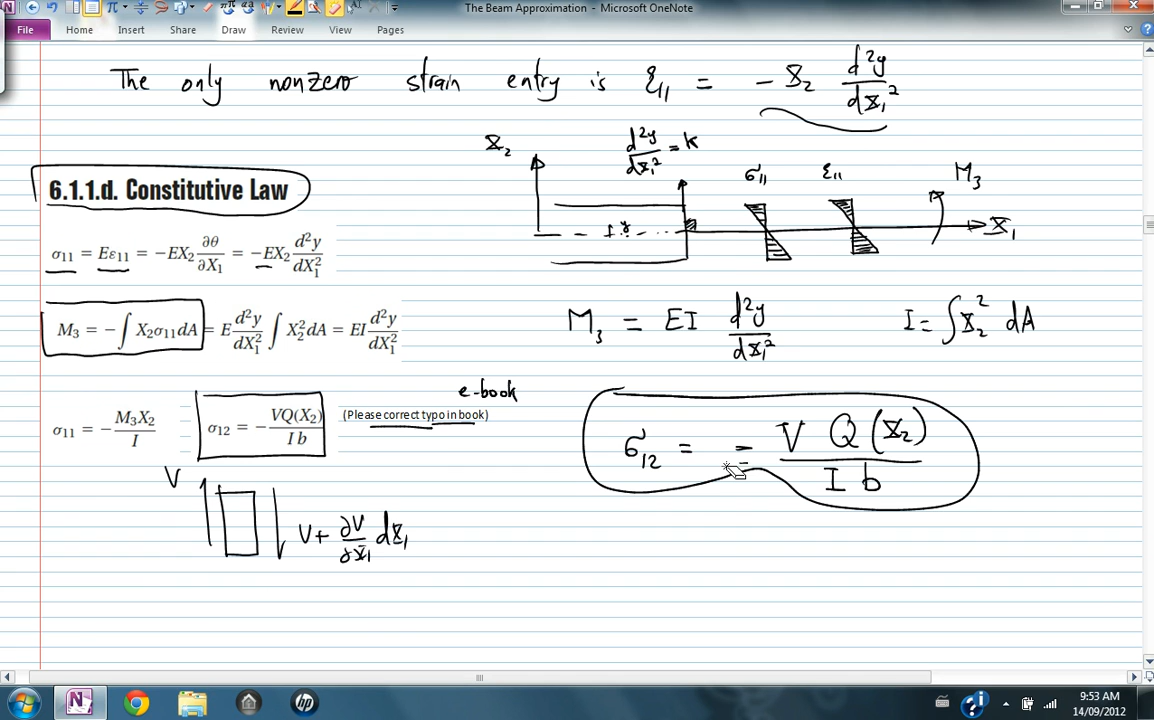 The Beam Approximation - Microsoft OneNote
File Home Insert Share Draw Review View Pages
The only nonzero strain entry is ε₁₁ = - X₂ d²y/dX₁²
X₂ d²y/dX₁² = k
σ₁₁ ε₁₁ M₃
6.1.1.d. Constitutive Law
X₁
σ₁₁ = Eε₁₁ = −EX₂ ∂θ/∂X₁ = −EX₂ d²y/dX₁²
M₃ = −∫ X₂σ₁₁dA = E d²y/dX₁² ∫ X₂²dA = EI d²y/dX₁²
M₃ = EI d²y/dX₁² I = ∫X₂² dA
e-book
σ₁₁ = − M₃X₂/I σ₁₂ = − VQ(X₂)/I b (Please correct typo in book)
σ₁₂ = = V Q(X₂)/I b
V
V + ∂V/∂X₁ dX₁
9:53 AM
14/09/2012